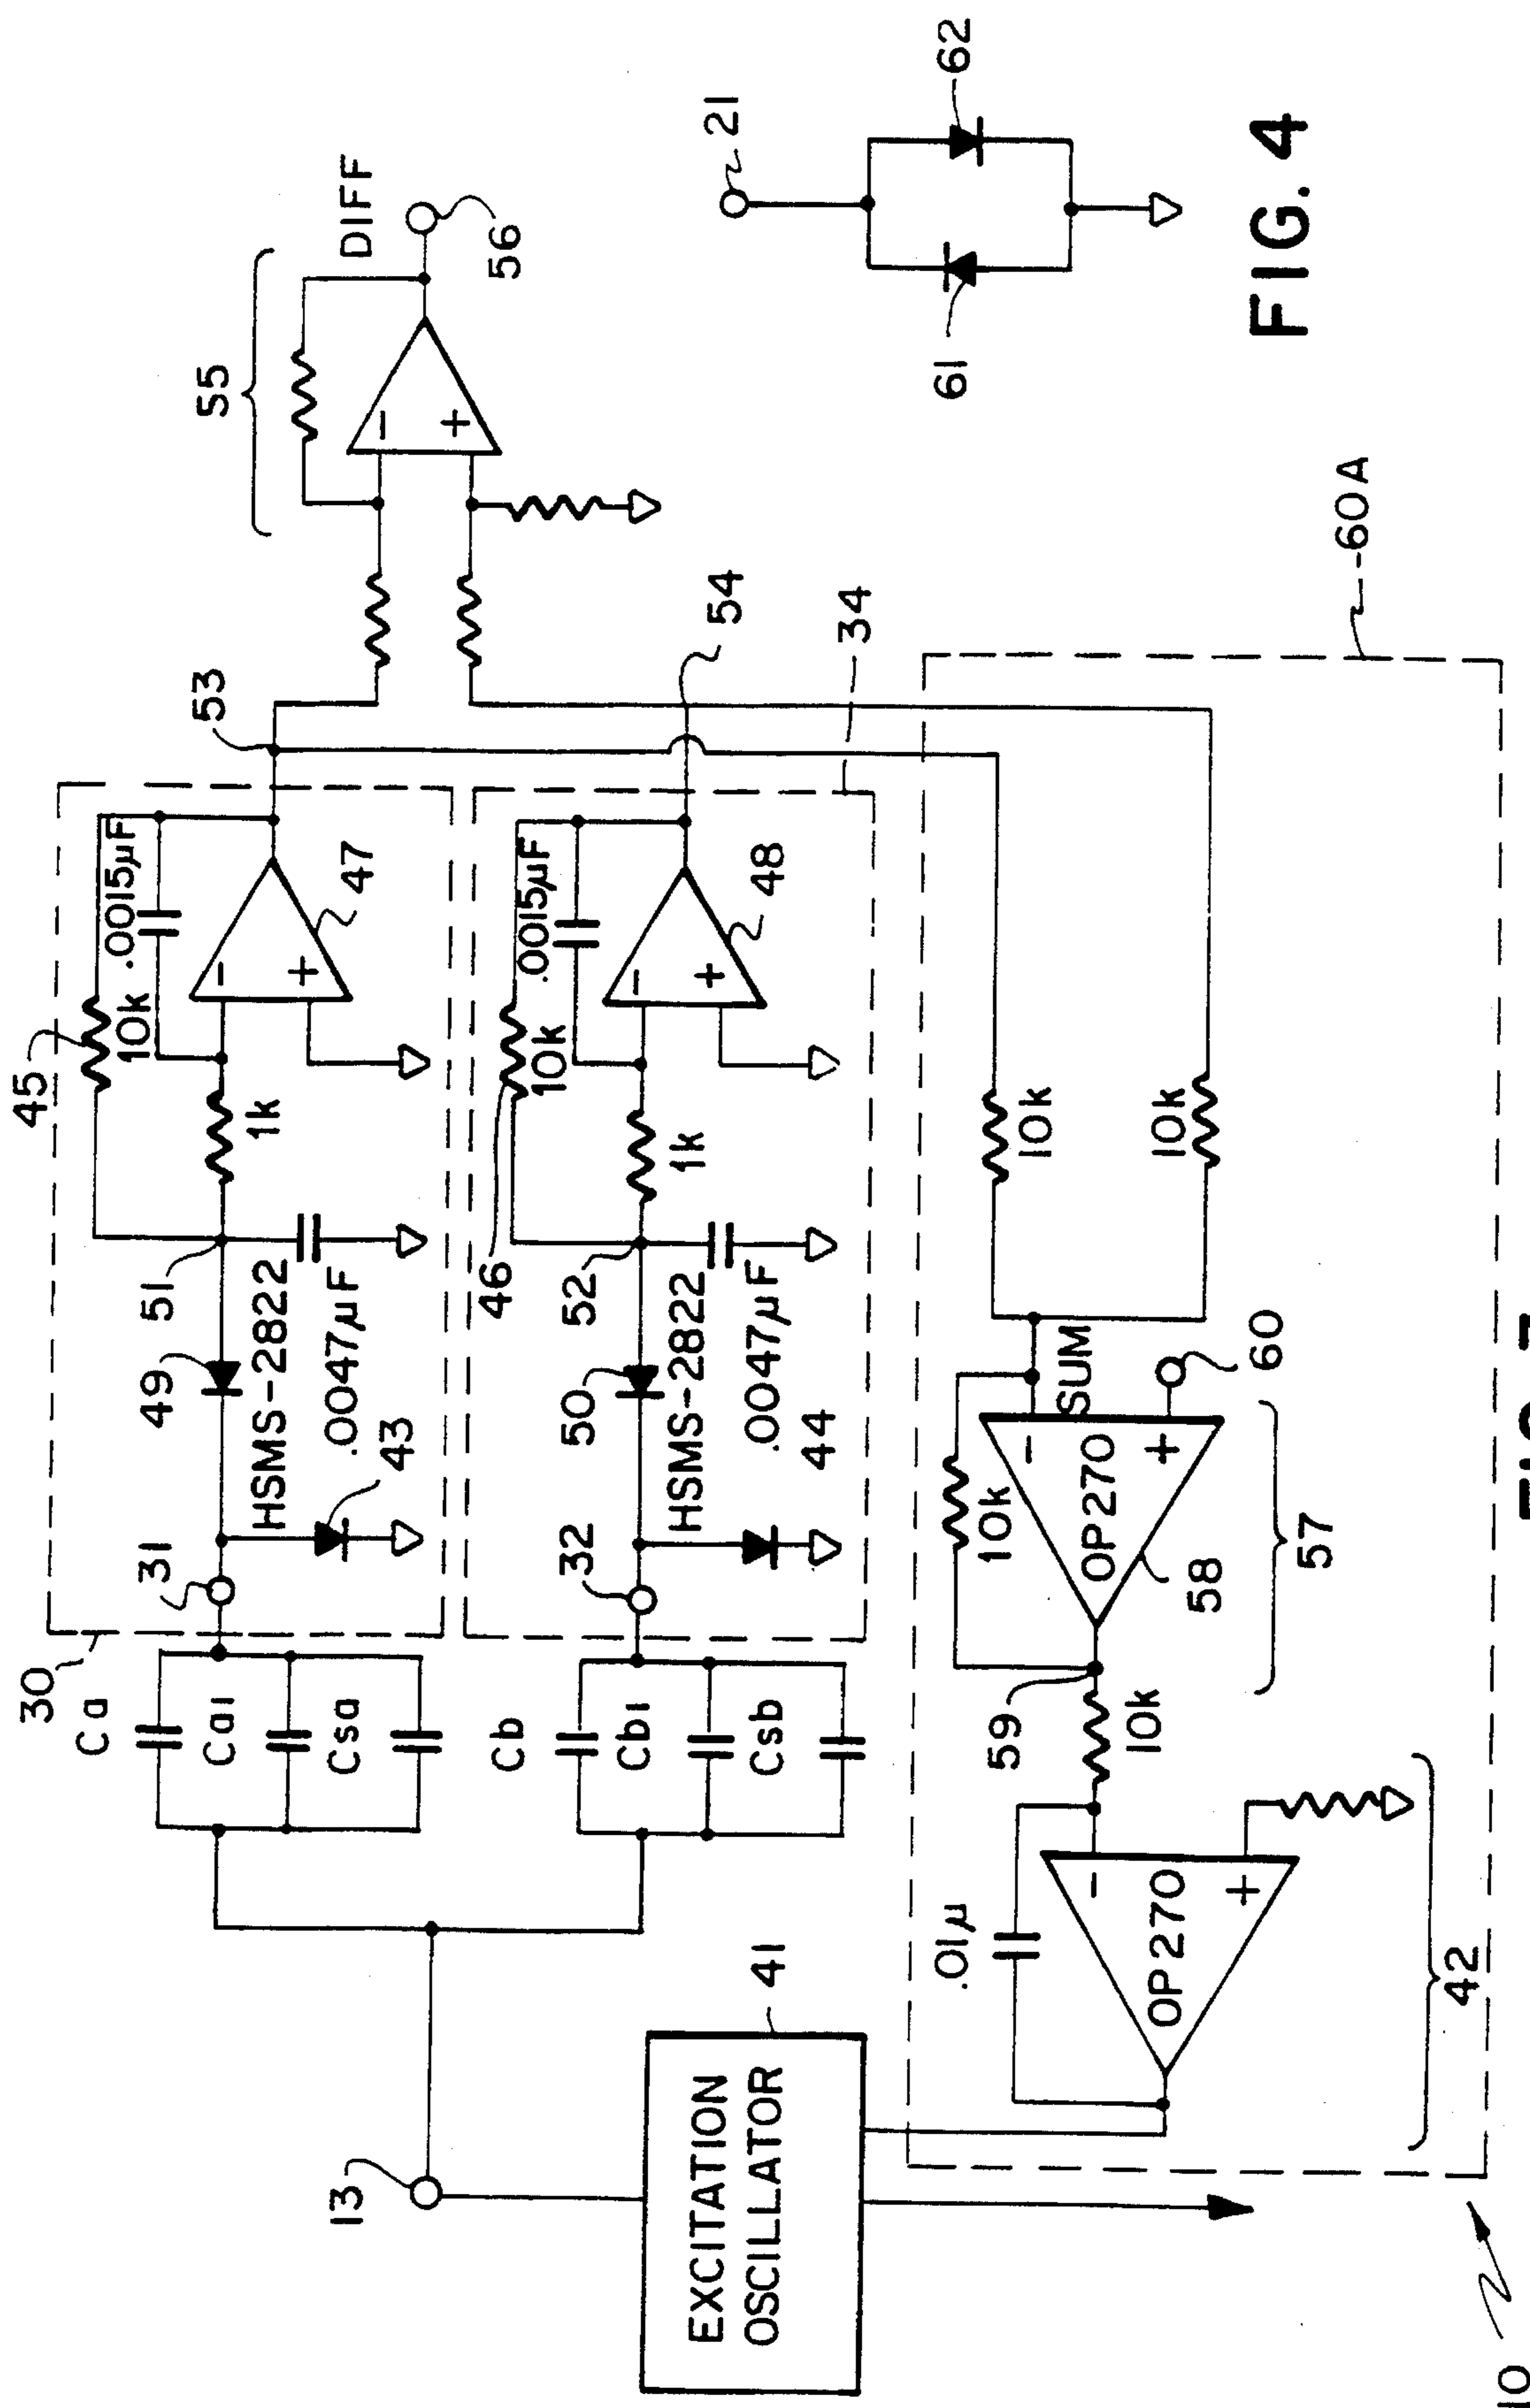 30
Ca
Ca1
Csa
31
49
HSMS-2822
.0047µF
43
51
45
10k
.0015µF
1k
-
+
47
53
55
DIFF
-
+
56
Cb
Cb1
Csb
32
50
HSMS-2822
.0047µF
44
52
46
10k
.0015µF
1k
-
+
48
54
34
13
EXCITATION
OSCILLATOR
41
.01µ
OP270
-
+
42
59
10k
10k
OP270
-
+
58
57
SUM
60
10k
10k
60A
10
21
61
62
FIG. 4